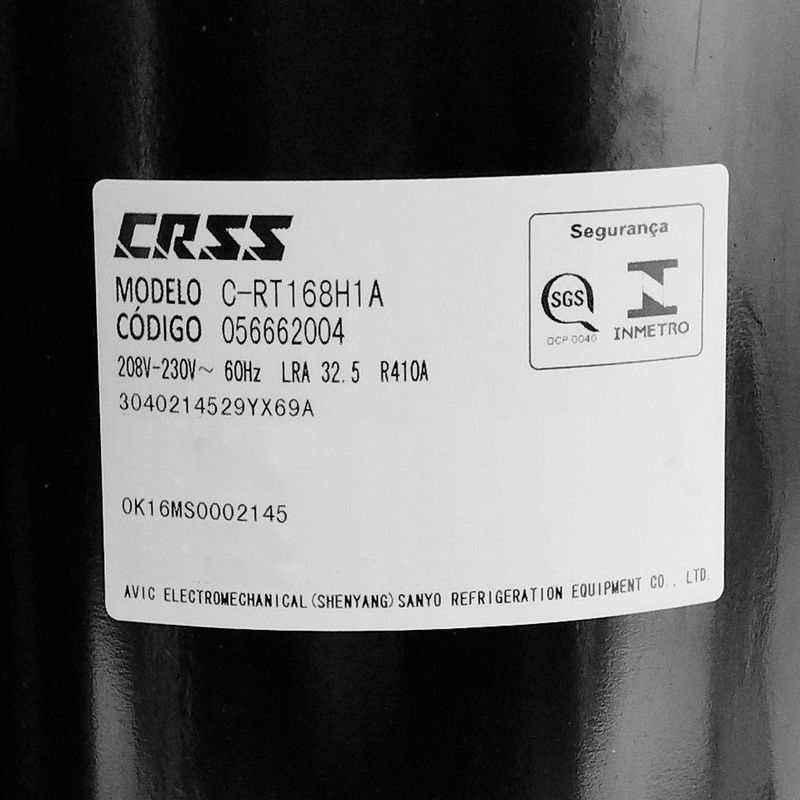 CRSS
MODELO C-RT168H1A
CÓDIGO 056662004
208V-230V~ 60Hz LRA 32.5 R410A
3040214529YX69A
Segurança
SGS
OCP 0040
INMETRO
0K16MS0002145
AVIC ELECTROMECHANICAL(SHENYANG)SANYO REFRIGERATION EQUIPMENT CO., LTD.